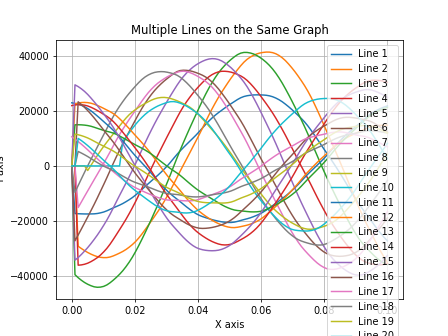 Multiple Lines on the Same Graph
40000
20000
0
−20000
−40000
0.00
0.02
0.04
0.06
X axis
Line 1
Line 2
Line 3
Line 4
Line 5
Line 6
Line 7
Line 8
Line 9
Line 10
Line 11
Line 12
Line 13
Line 14
Line 15
Line 16
Line 17
Line 18
Line 19
Line 20